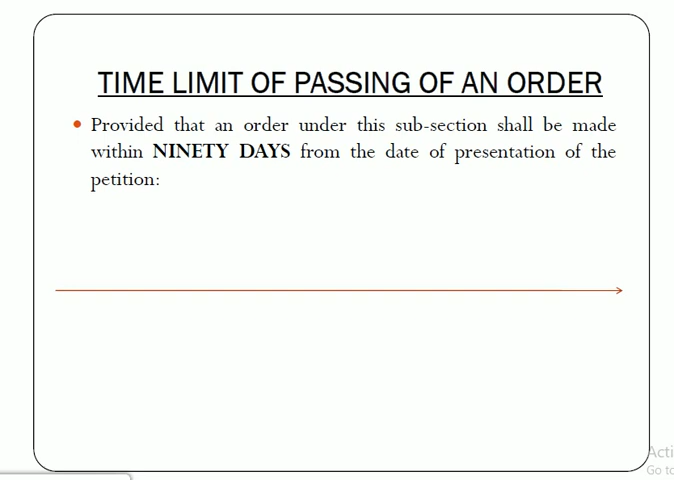 TIME LIMIT OF PASSING OF AN ORDER
• Provided that an order under this sub-section shall be made
within NINETY DAYS from the date of presentation of the
petition:
Acti
Go to